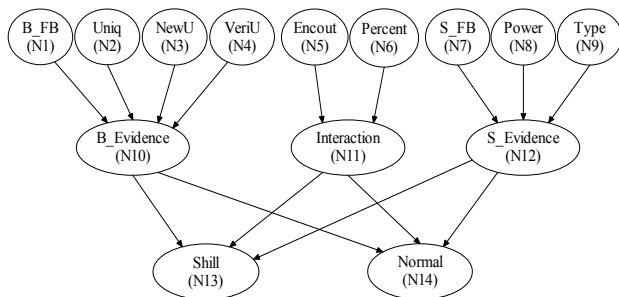 B_FB
(N1)
Uniq
(N2)
NewU
(N3)
VeriU
(N4)
Encout
(N5)
Percent
(N6)
S_FB
(N7)
Power
(N8)
Type
(N9)
B_Evidence
(N10)
Interaction
(N11)
S_Evidence
(N12)
Shill
(N13)
Normal
(N14)